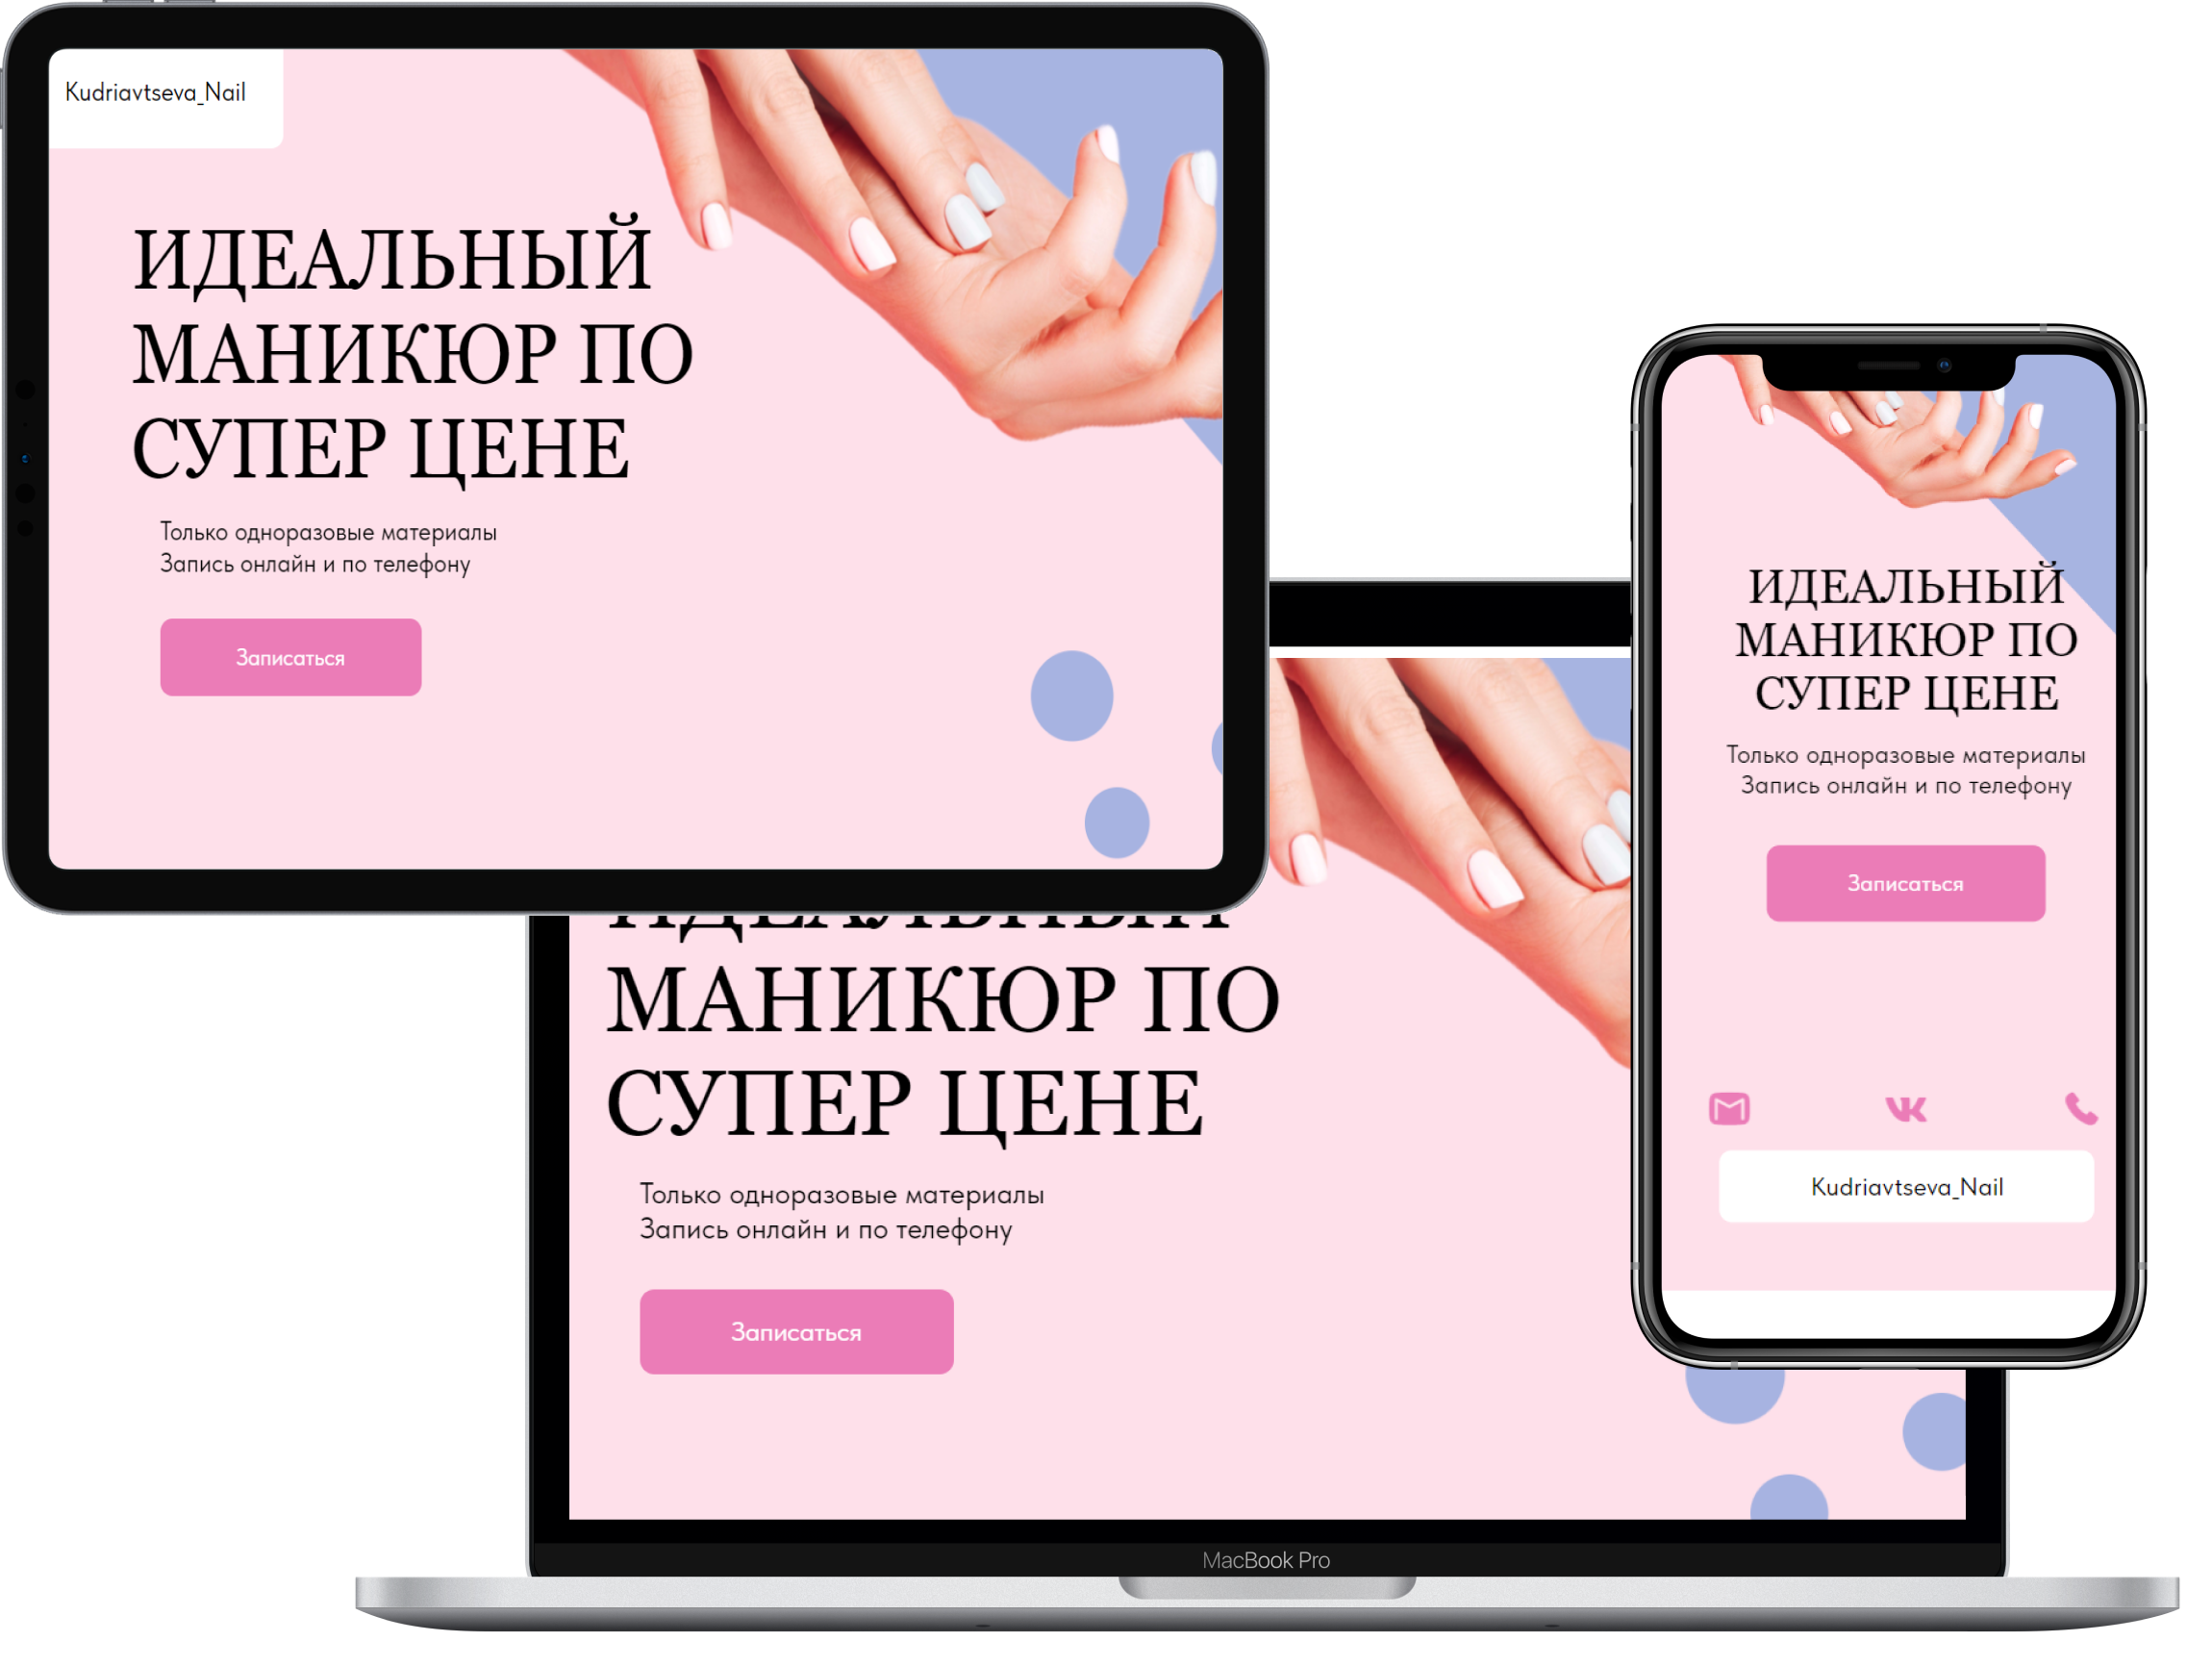 Kudriavtseva_Nail
ИДЕАЛЬНЫЙ
МАНИКЮР ПО
СУПЕР ЦЕНЕ
Только одноразовые материалы
Запись онлайн и по телефону
Записаться
ИДЕАЛЬНЫЙ
МАНИКЮР ПО
СУПЕР ЦЕНЕ
Только одноразовые материалы
Запись онлайн и по телефону
Записаться
MacBook Pro
ИДЕАЛЬНЫЙ
МАНИКЮР ПО
СУПЕР ЦЕНЕ
Только одноразовые материалы
Запись онлайн и по телефону
Записаться
Kudriavtseva_Nail